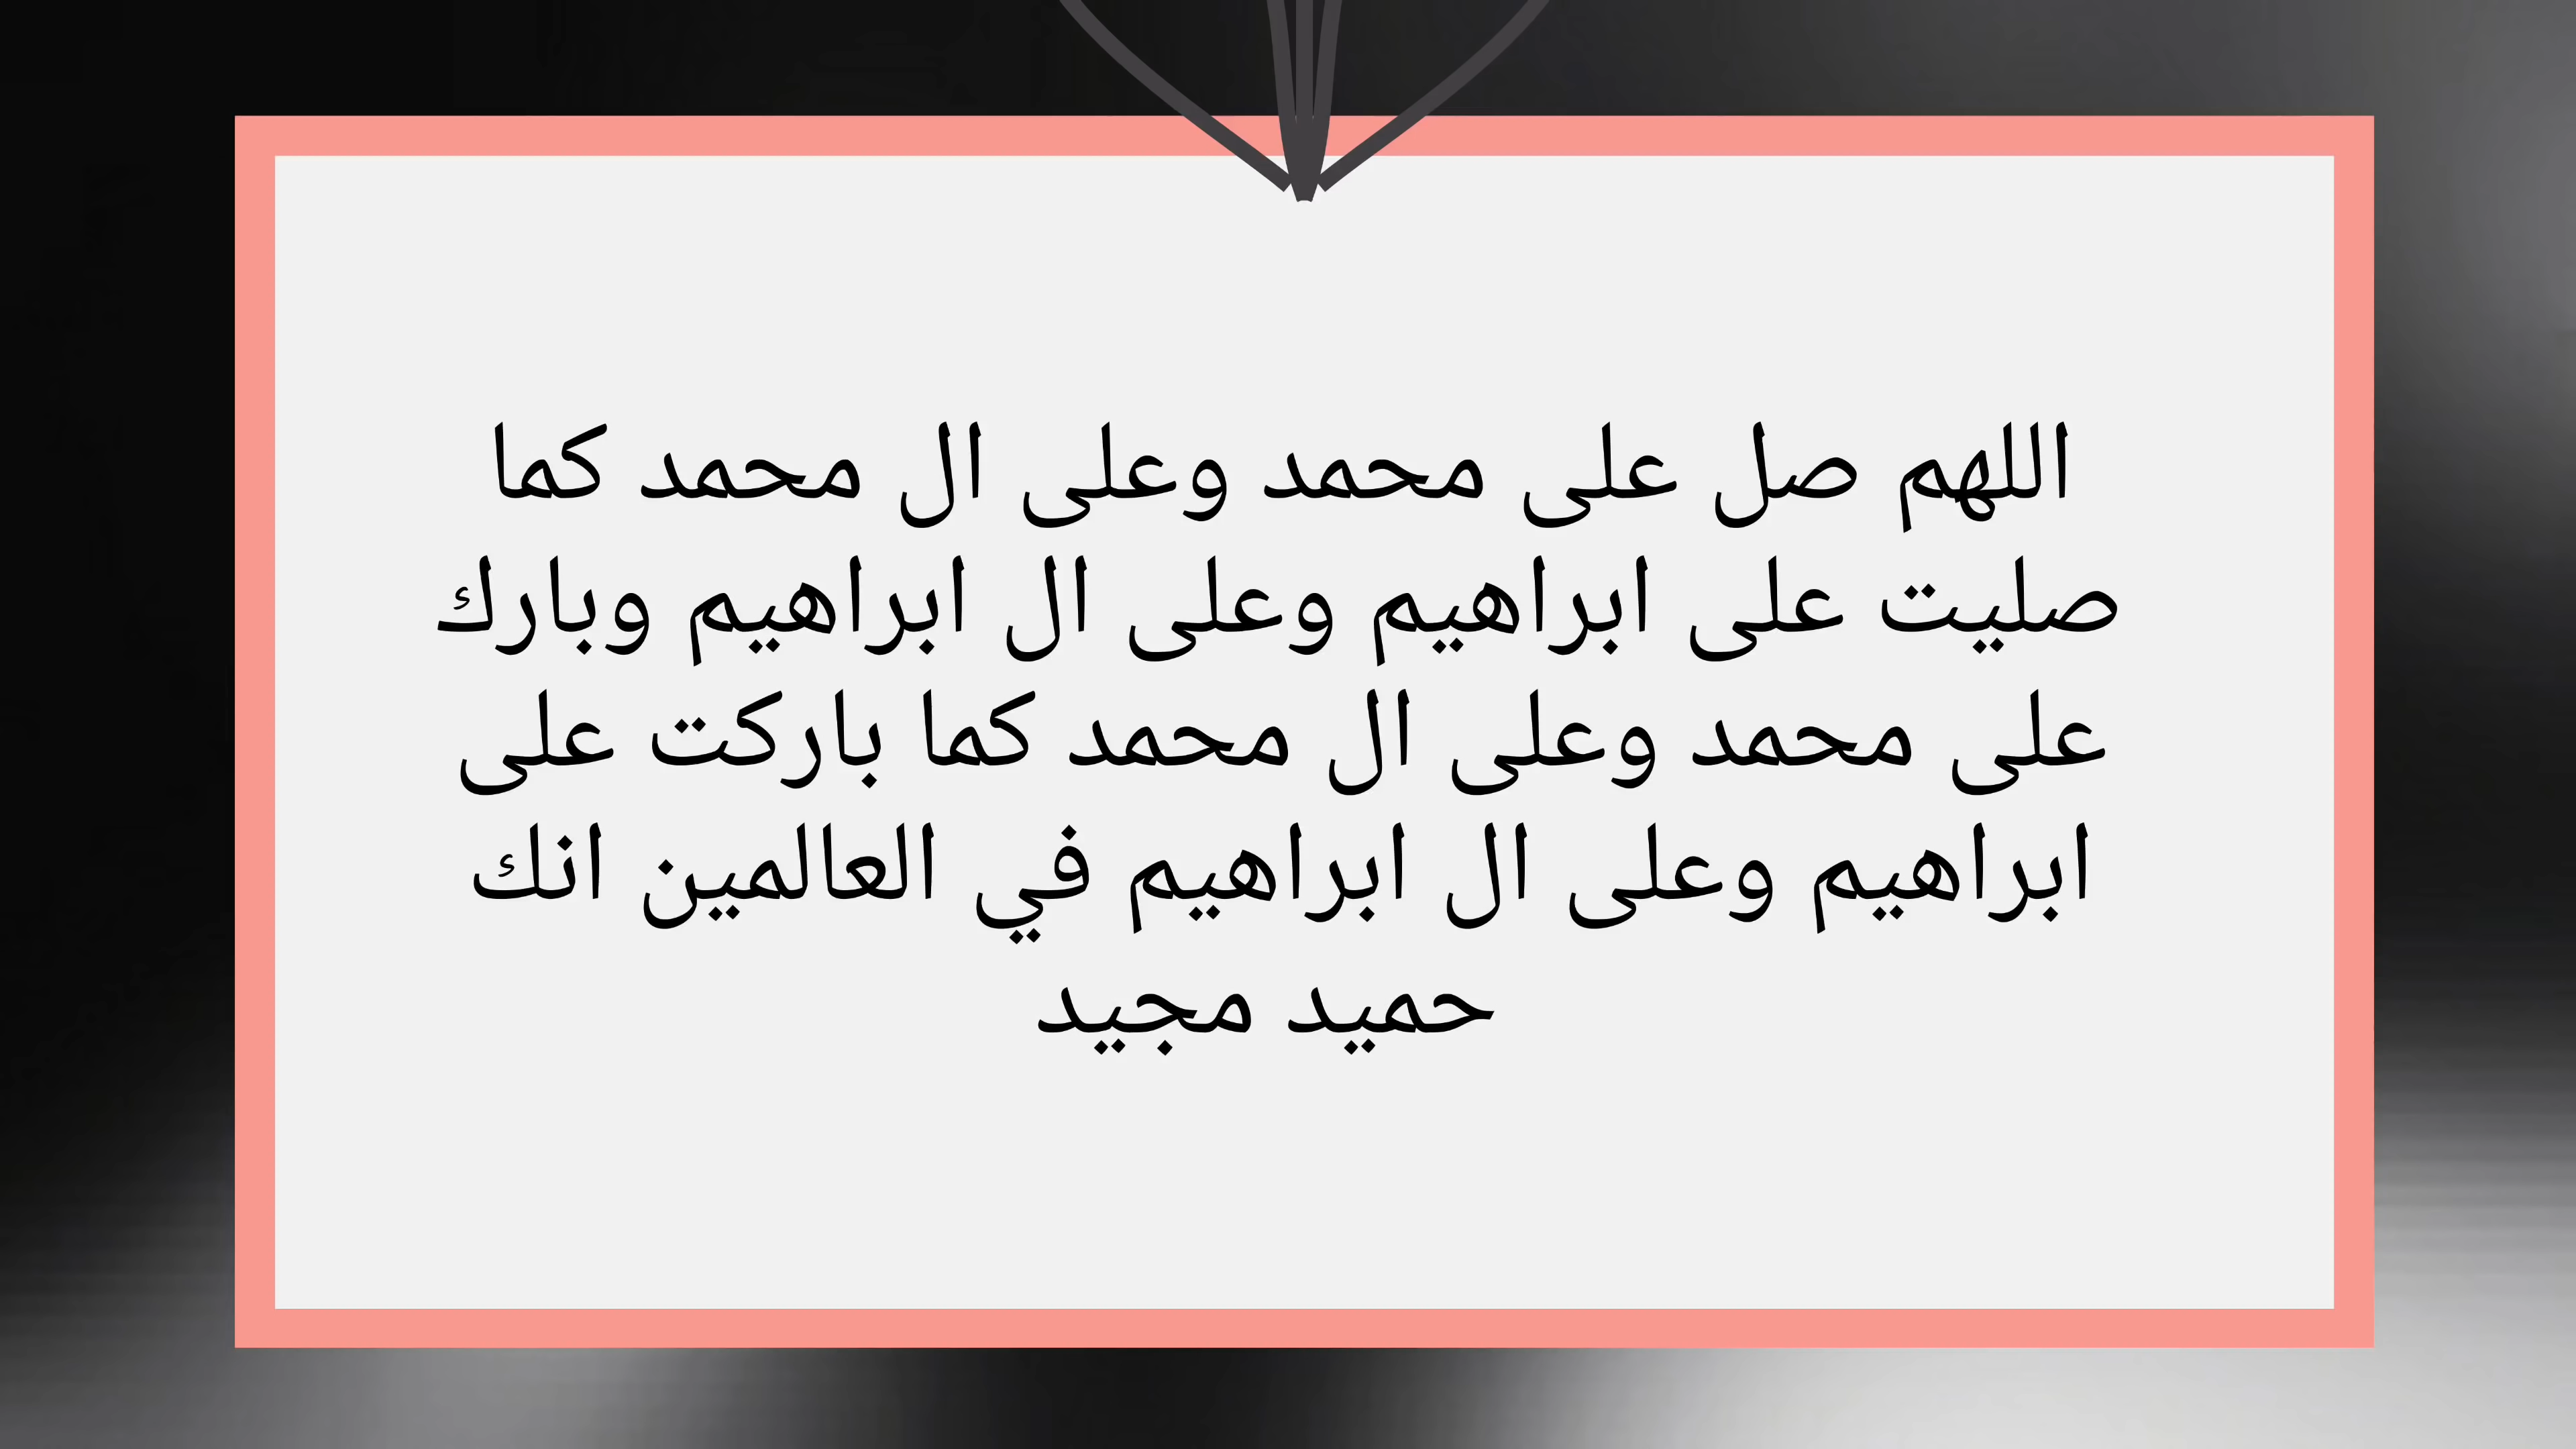 اللهم صل على محمد وعلى ال محمد كما
صليت على ابراهيم وعلى ال ابراهيم وبارك
على محمد وعلى ال محمد كما باركت على
ابراهيم وعلى ال ابراهيم في العالمين انك
حميد مجيد